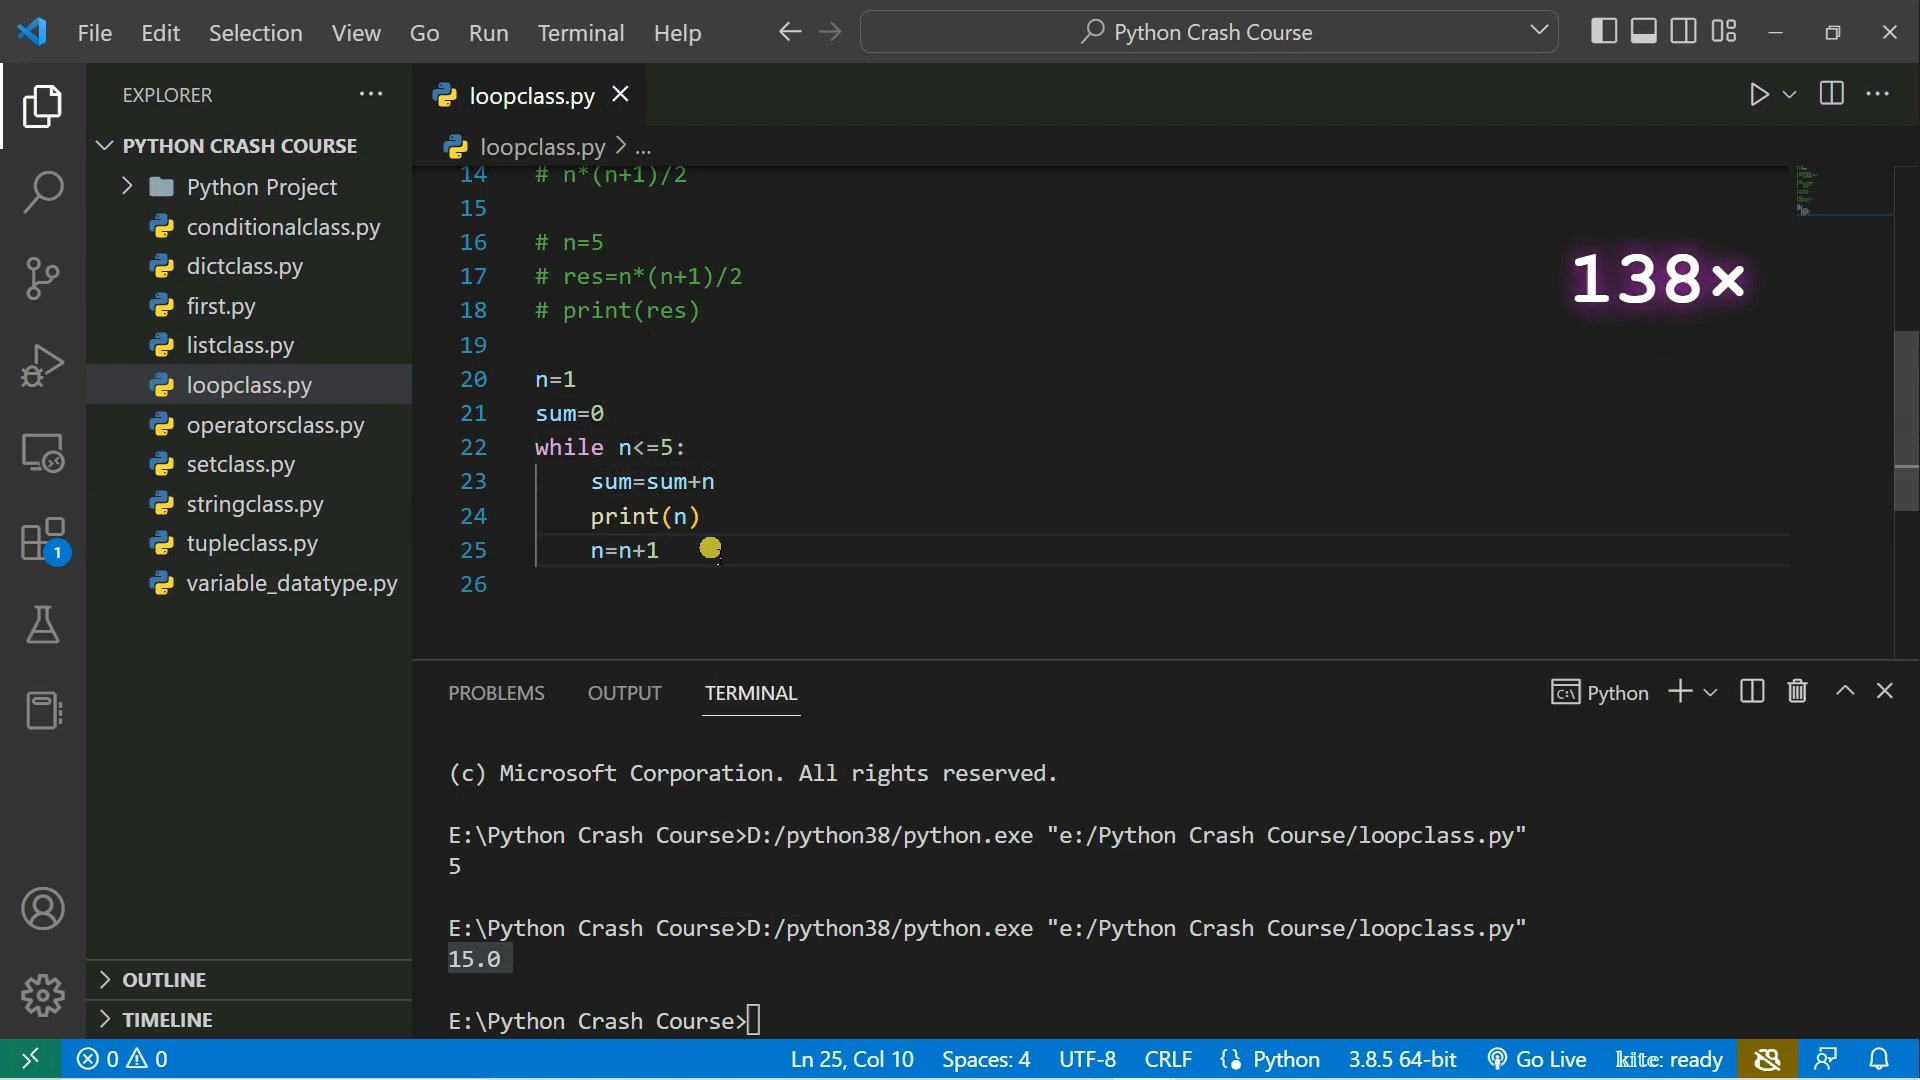 File Edit Selection View Go Run Terminal Help
Python Crash Course
EXPLORER
PYTHON CRASH COURSE
Python Project
conditionalclass.py
dictclass.py
first.py
listclass.py
loopclass.py
operatorsclass.py
setclass.py
stringclass.py
tupleclass.py
variable_datatype.py
OUTLINE
TIMELINE
1
loopclass.py
loopclass.py > ...
14 # n*(n+1)/2
15
16 # n=5
17 # res=n*(n+1)/2
18 # print(res)
19
20 n=1
21 sum=0
22 while n<=5:
23 sum=sum+n
24 print(n)
25 n=n+1
26
138×
PROBLEMS OUTPUT TERMINAL
Python
(c) Microsoft Corporation. All rights reserved.
E:\Python Crash Course>D:/python38/python.exe "e:/Python Crash Course/loopclass.py"
5
E:\Python Crash Course>D:/python38/python.exe "e:/Python Crash Course/loopclass.py"
15.0
E:\Python Crash Course>
0 0 Ln 25, Col 10 Spaces: 4 UTF-8 CRLF Python 3.8.5 64-bit Go Live kite: ready